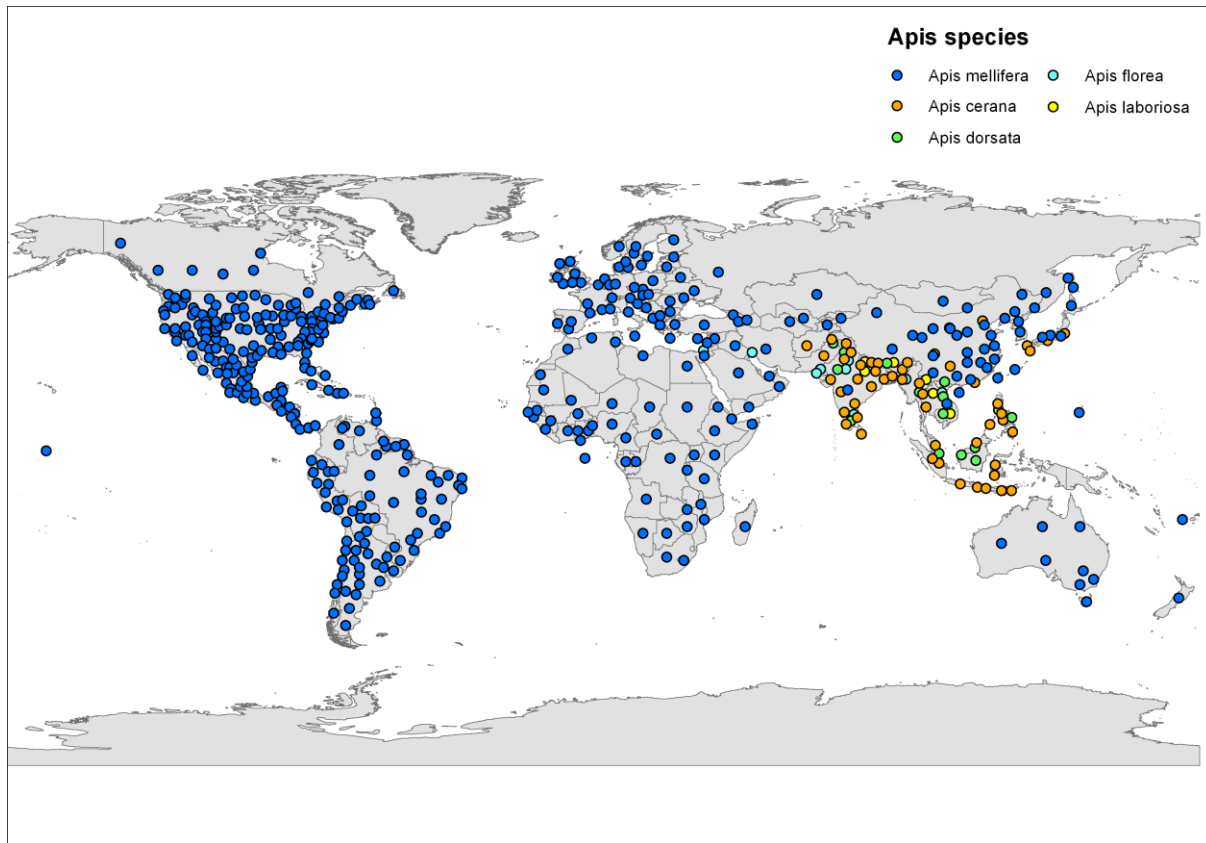 Apis species
Apis mellifera
Apis florea
Apis cerana
Apis laboriosa
Apis dorsata